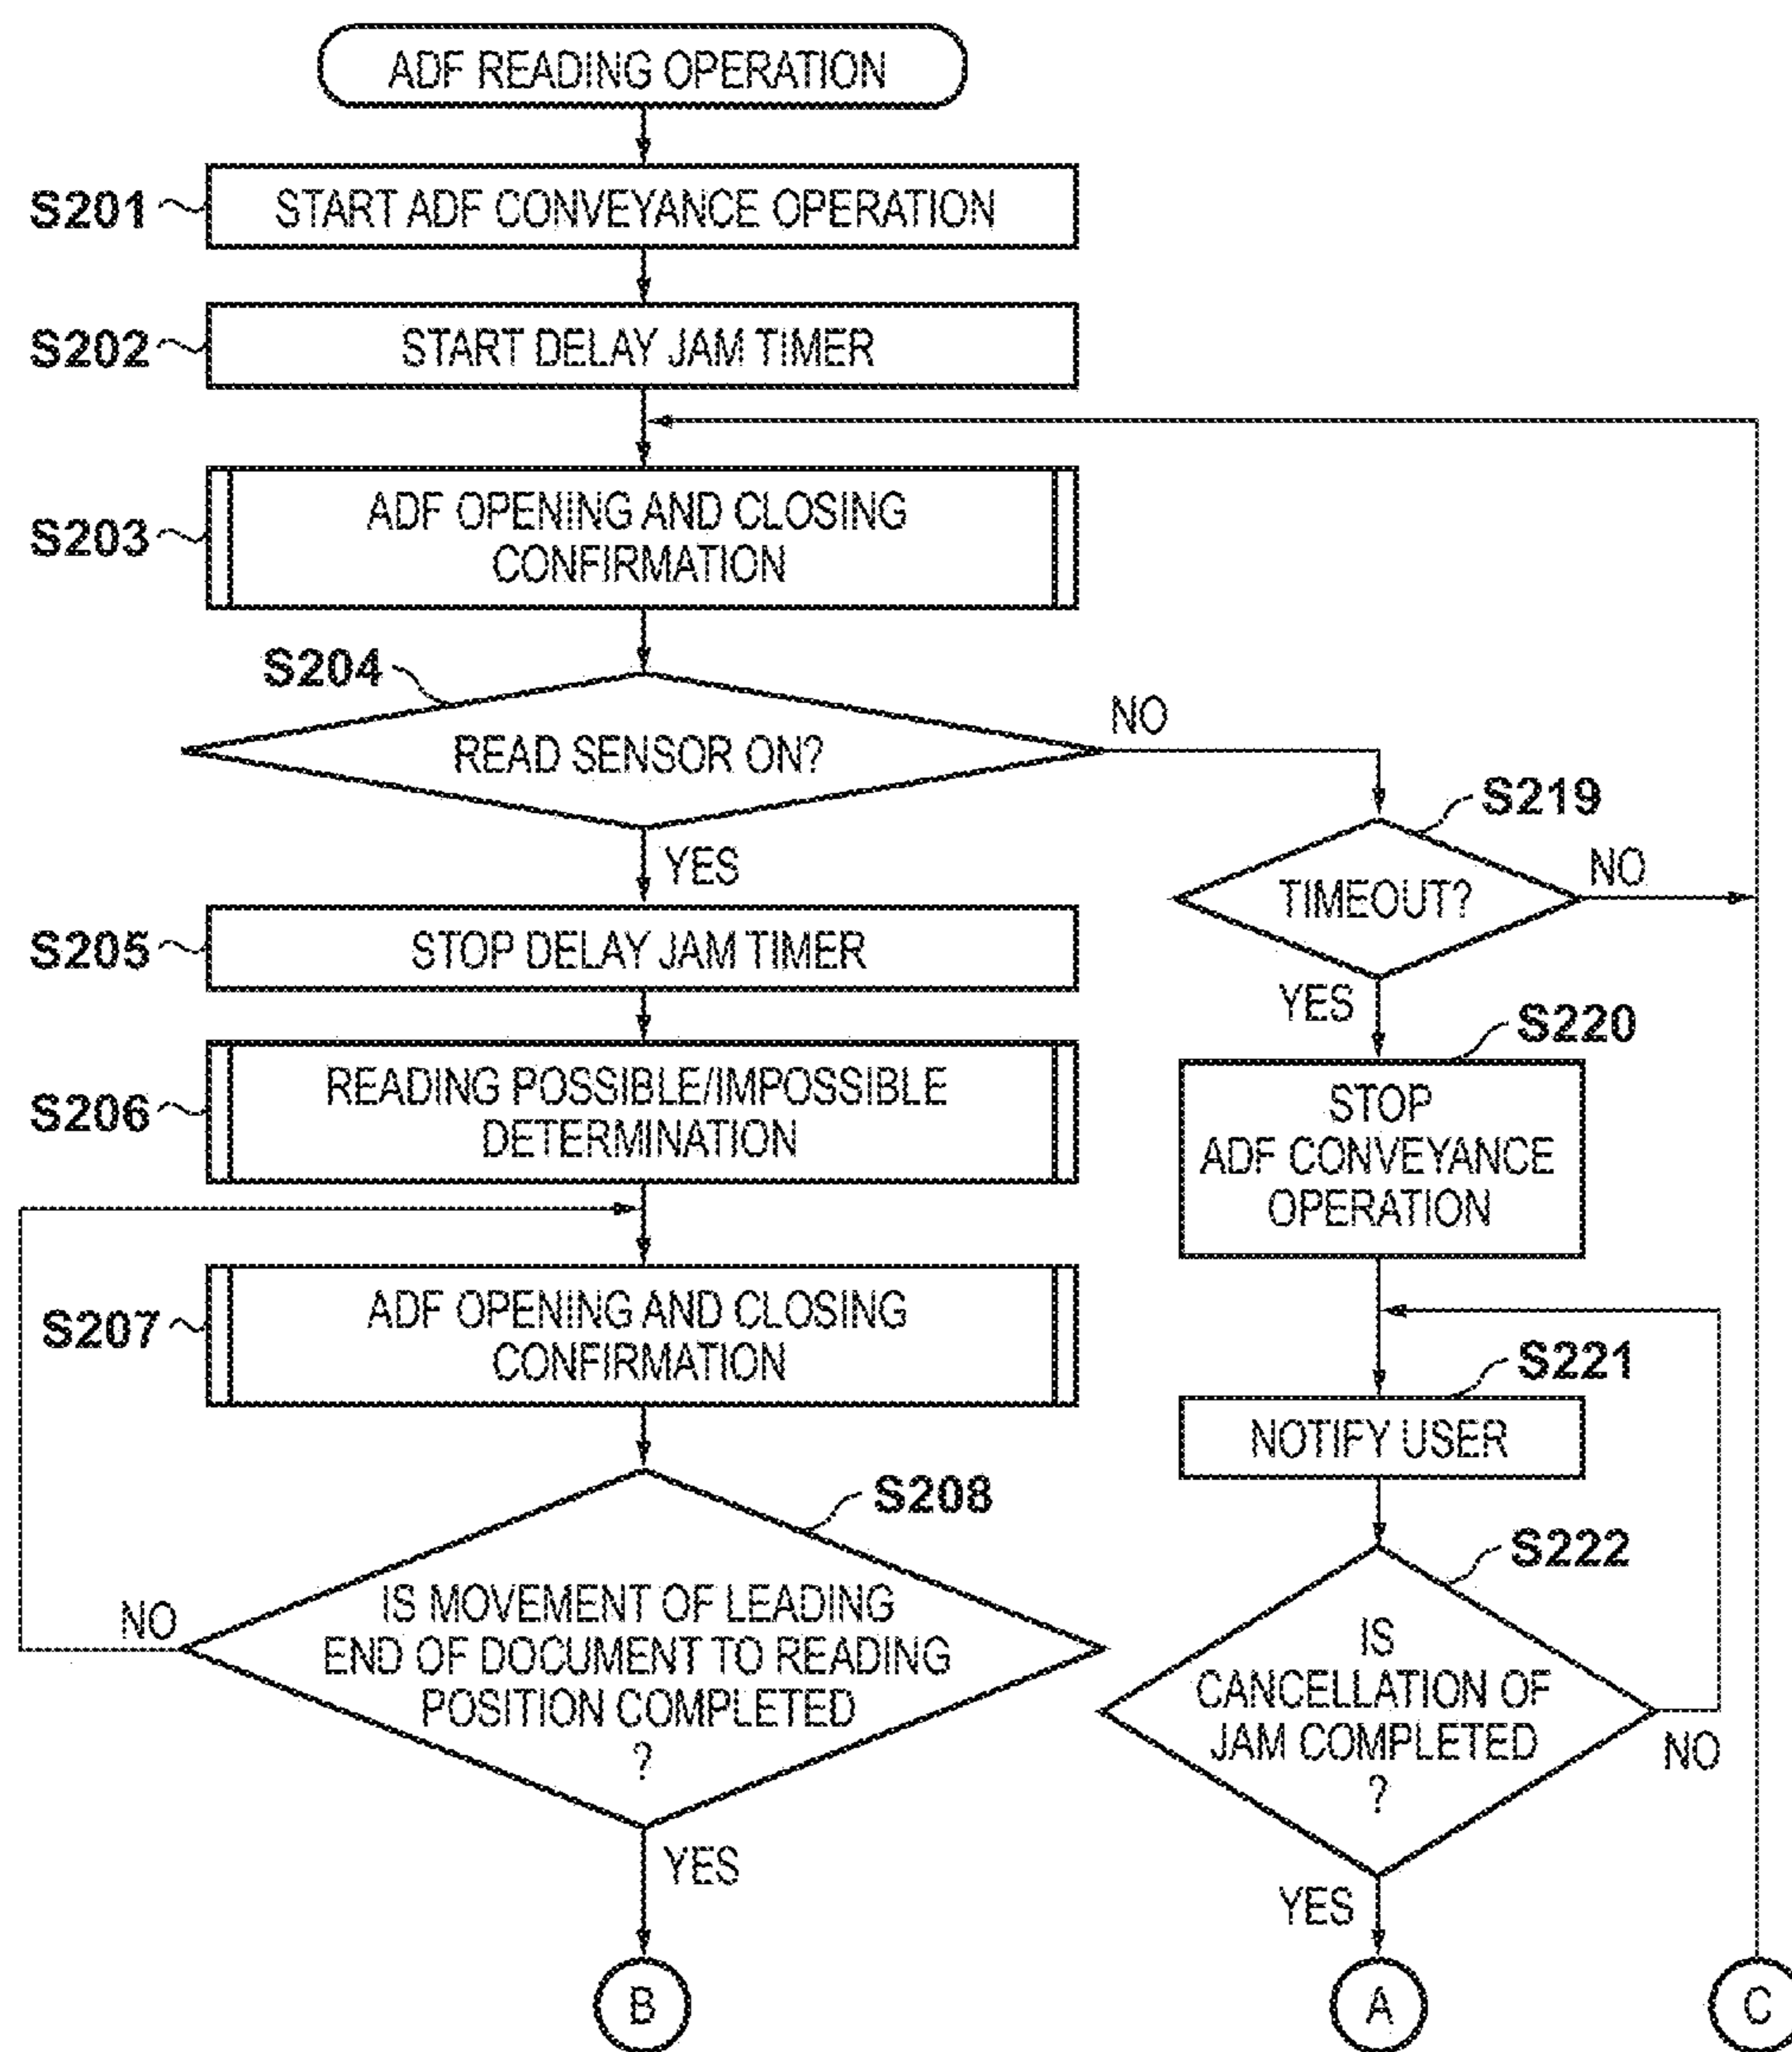 ADF READING OPERATION
S201
START ADF CONVEYANCE OPERATION
S202
START DELAY JAM TIMER
S203
ADF OPENING AND CLOSING
CONFIRMATION
S204
READ SENSOR ON?
NO
YES
S219
TIMEOUT?
NO
YES
S205
STOP DELAY JAM TIMER
S206
READING POSSIBLE/IMPOSSIBLE
DETERMINATION
S220
STOP
ADF CONVEYANCE
OPERATION
S207
ADF OPENING AND CLOSING
CONFIRMATION
S221
NOTIFY USER
S208
IS MOVEMENT OF LEADING
END OF DOCUMENT TO READING
POSITION COMPLETED
?
NO
YES
S222
IS
CANCELLATION OF
JAM COMPLETED
?
NO
YES
B
A
C